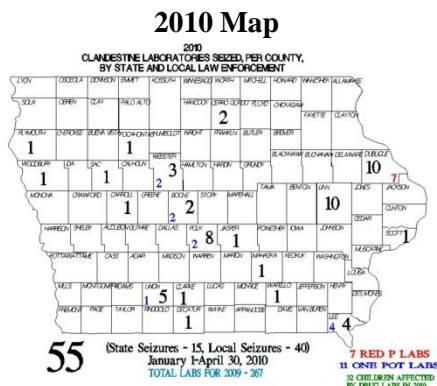 2010 Map
2010
CLANDESTINE LABORATORIES SEIZED, PER COUNTY,
BY STATE AND LOCAL LAW ENFORCEMENT
LYON OSCEOLA DICKINSON EMMET KOSSUTH WINNEBAGO WORTH MITCHELL HOWARD WINNESHIEK ALLAMAKEE
SIOUX OBRIEN CLAY PALO ALTO HANCOCK CERRO GORDO FLOYD CHICKASAW
2
FAYETTE CLAYTON
PLYMOUTH CHEROKEE BUENA VISTA POCAHONTAS HUMBOLDT WRIGHT FRANKLIN BUTLER BREMER
1 1
WOODBURY IDA SAC CALHOUN WEBSTER HAMILTON HARDIN GRUNDY BLACKHAWK BUCHANAN DELAWARE DUBUQUE
1 1 2 3 10 7
MONONA CRAWFORD CARROLL GREENE BOONE STORY MARSHALL TAMA BENTON LINN JONES JACKSON
1 2 2 10
CLINTON
CEDAR
HARRISON SHELBY AUDUBON GUTHRIE DALLAS POLK JASPER POWESHIEK IOWA JOHNSON SCOTT
2 8 1 1
MUSCATINE
POTTAWATTAME CASS ADAIR MADISON WARREN MARION MAHASKA KEOKUK WASHINGTON
1
LOUISA
MILLS MONTGOMERY ADAMS UNION CLARKE LUCAS MONROE WAPELLO JEFFERSON HENRY
1 5 1 1
DES MOINES
FREMONT PAGE TAYLOR RINGGOLD DECATUR WAYNE APPANOOSE DAVIS VAN BUREN LEE
1 4 4
55
(State Seizures - 15, Local Seizures - 40)
January 1-April 30, 2010
TOTAL LABS FOR 2009 - 267
7 RED P LABS
11 ONE POT LABS
32 CHILDREN AFFECTED
BY DRUG LABS IN 2010